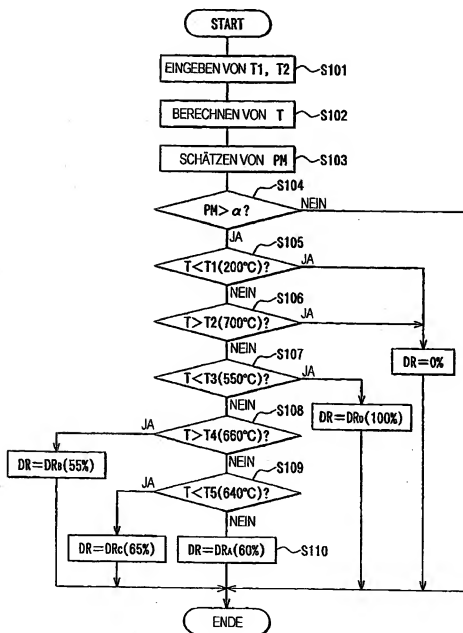 START
EINGEBEN VON T1, T2
S101
BERECHNEN VON T
S102
SCHÄTZEN VON PM
S103
S104
PM>α?
NEIN
JA
S105
T<T1(200°C)?
JA
NEIN
S106
T>T2(700°C)?
JA
NEIN
S107
DR=0%
T<T3(550°C)?
JA
NEIN
S108
DR=DRD(100%)
JA
T>T4(660°C)?
NEIN
S109
DR=DRB(55%)
JA
T<T5(640°C)?
NEIN
DR=DRC(65%)
DR=DRA(60%)
S110
ENDE